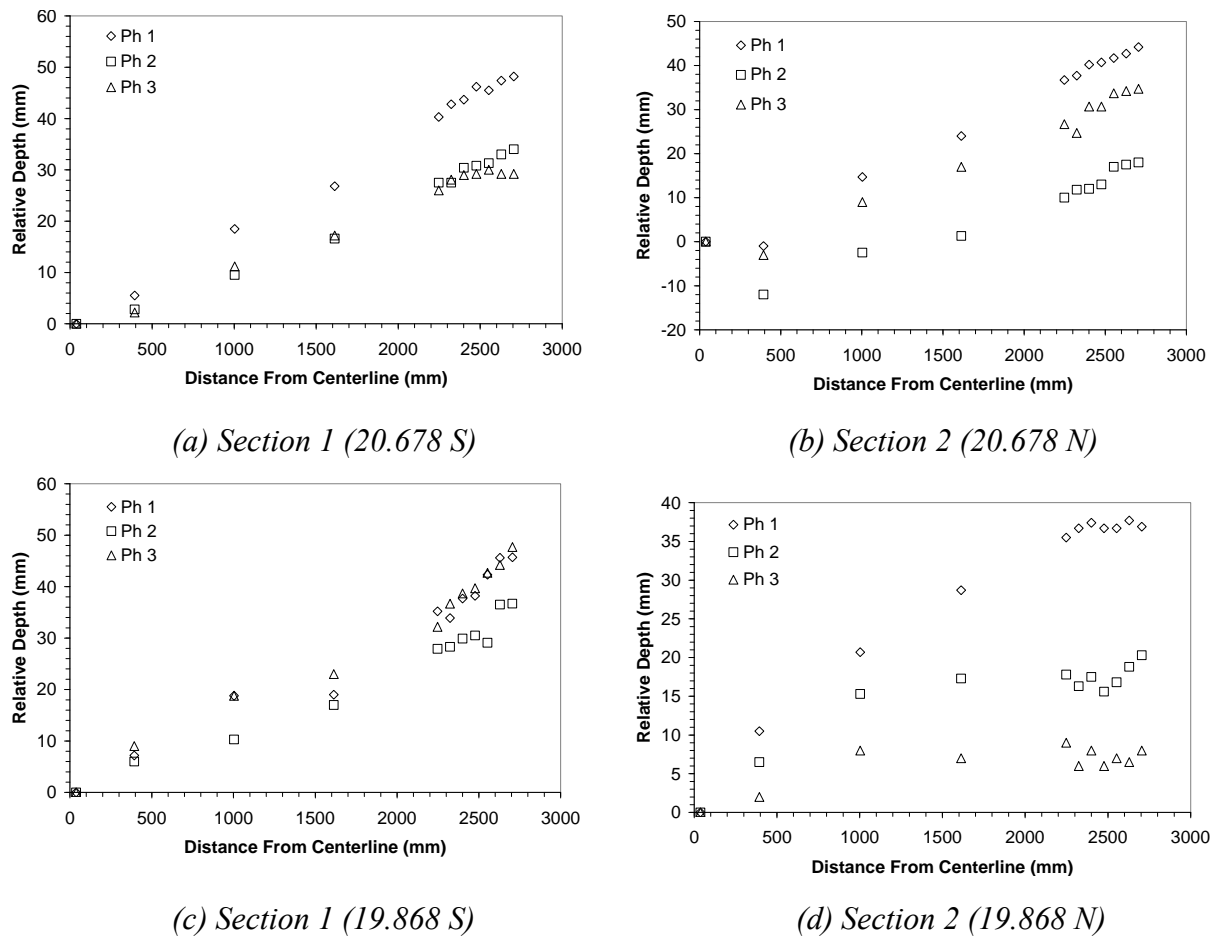 60
50
40
30
20
10
0
Relative Depth (mm)
Ph 1
Ph 2
Ph 3
0 500 1000 1500 2000 2500 3000
Distance From Centerline (mm)
(a) Section 1 (20.678 S)
50
40
30
20
10
0
-10
-20
Relative Depth (mm)
Ph 1
Ph 2
Ph 3
0 500 1000 1500 2000 2500 3000
Distance From Centerline (mm)
(b) Section 2 (20.678 N)
60
50
40
30
20
10
0
Relative Depth (mm)
Ph 1
Ph 2
Ph 3
0 500 1000 1500 2000 2500 3000
Distance From Centerline (mm)
(c) Section 1 (19.868 S)
40
35
30
25
20
15
10
5
0
Relative Depth (mm)
Ph 1
Ph 2
Ph 3
0 500 1000 1500 2000 2500 3000
Distance From Centerline (mm)
(d) Section 2 (19.868 N)